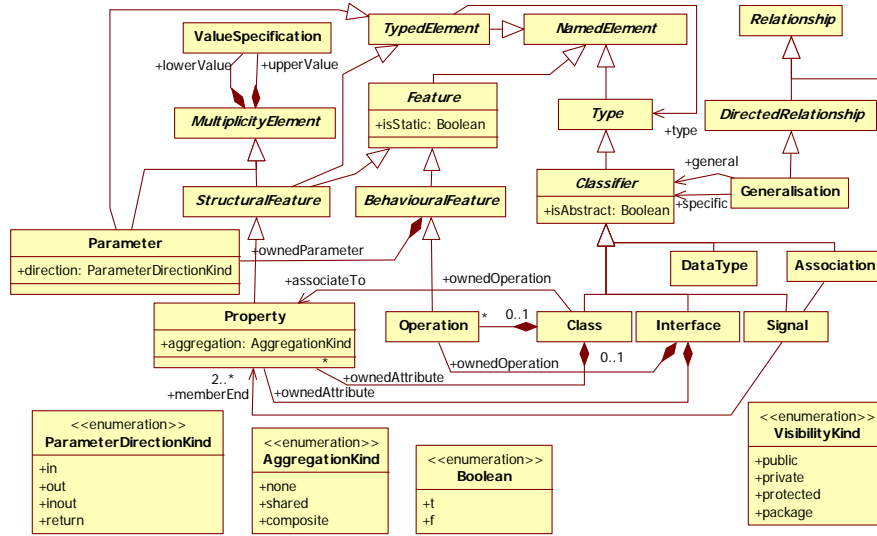 Relationship
TypedElement
NamedElement
ValueSpecification
+lowerValue
+upperValue
Feature
+isStatic: Boolean
MultiplicityElement
Type
+type
DirectedRelationship
+general
Classifier
+isAbstract: Boolean
+specific
Generalisation
StructuralFeature
BehaviouralFeature
Parameter
+direction: ParameterDirectionKind
+ownedParameter
DataType
Association
+associateTo
+ownedOperation
Property
+aggregation: AggregationKind
*
Operation
*
0..1
Class
Interface
Signal
0..1
+ownedOperation
2..*
+memberEnd
+ownedAttribute
+ownedAttribute
<<enumeration>>
ParameterDirectionKind
+in
+out
+inout
+return
<<enumeration>>
AggregationKind
+none
+shared
+composite
<<enumeration>>
Boolean
+t
+f
<<enumeration>>
VisibilityKind
+public
+private
+protected
+package